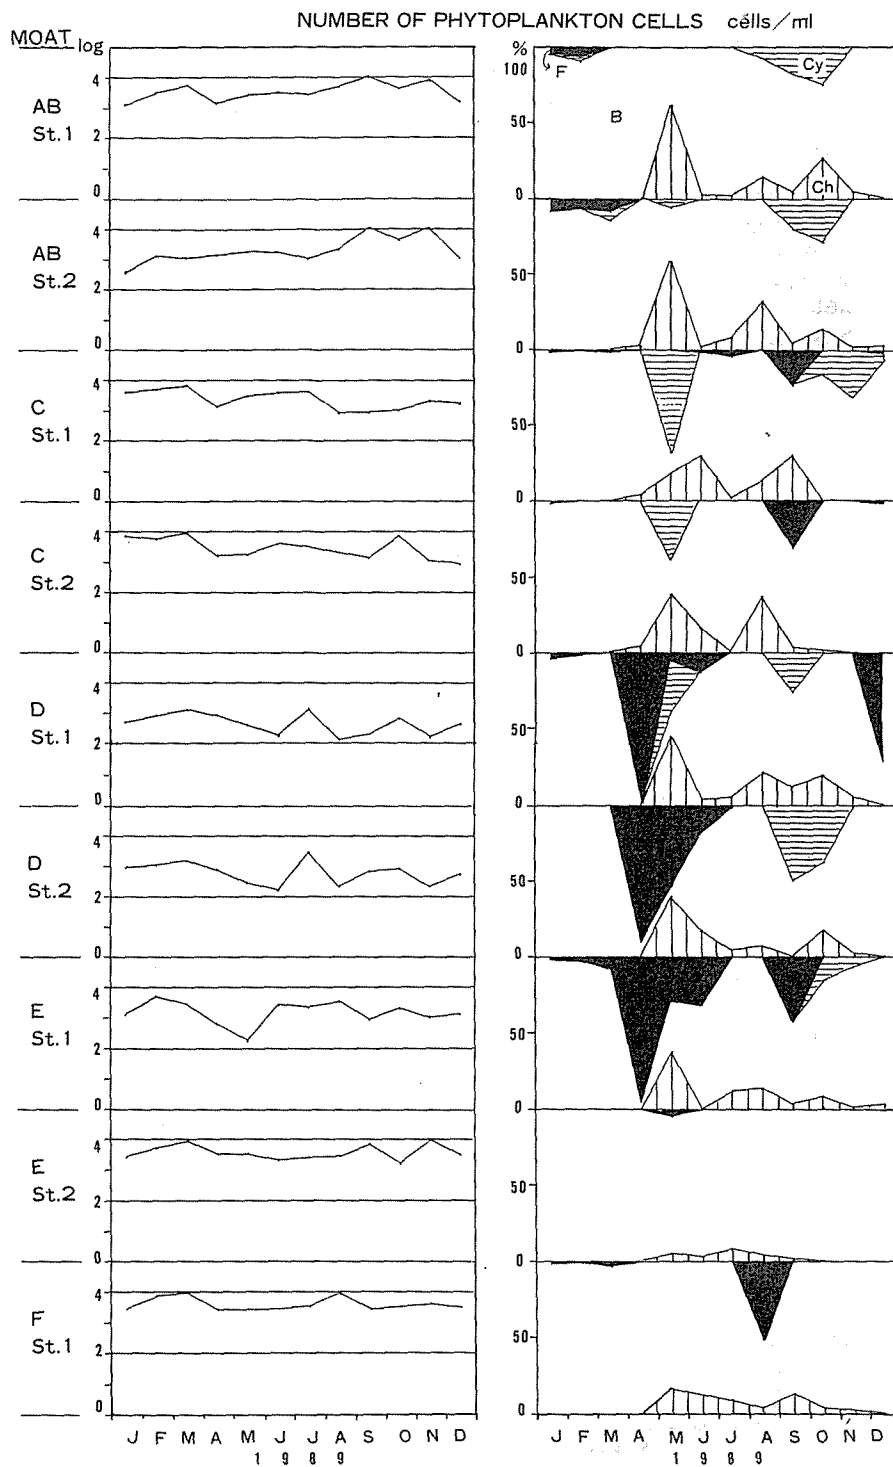 NUMBER OF PHYTOPLANKTON CELLS cells/ml
MOAT log %
4 100 F Cy
AB
St.1 50 B
2
0 0 Ch
4
AB
St.2 50
2
0 0
4
C
St.1 50
2
0 0
4
C
St.2 50
2
0 0
4
D
St.1 50
2
0 0
4
D
St.2 50
2
0 0
4
E
St.1 50
2
0 0
4
E
St.2 50
2
0 0
4
F
St.1 50
2
0 0
J F M A M J J A S O N D J F M A M J J A S O N D
1 9 8 9 1 9 8 9